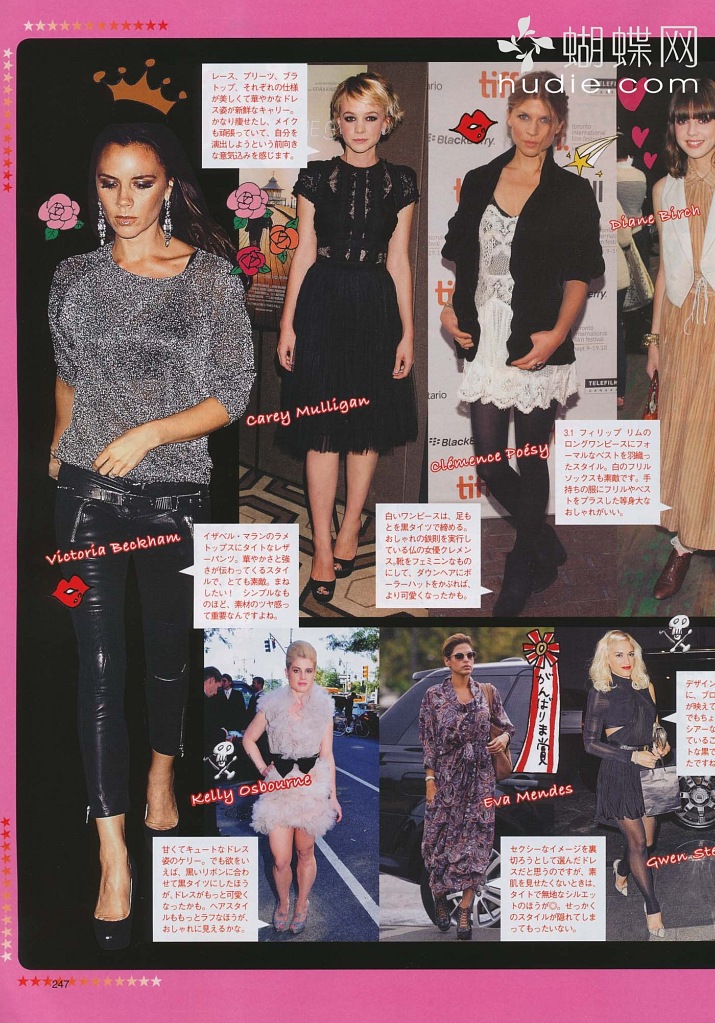 蝴蝶网
hudie.com
レース、プリーツ、ブラ
トップ、それぞれの仕様
が美しくて華やかなドレ
ス姿が新鮮なキャリー。
かなり痩せたし、メイク
も頑張っていて、自分を
演出しようという前向き
な意気込みを感じます。
tiff
BlackBerry
toronto
international
film festival
Diane Birch
Carey Mulligan
Clémence Poésy
TELEFILM
Sept 9-19.10
3.1 フィリップ リムの
ロングワンピースにフォ
ーマルなベストを羽織っ
たスタイル。白のフリル
ソックスも素敵です。手
持ちの服にフリルやベス
トをプラスした等身大な
おしゃれがいい。
Victoria Beckham
イザベル・マランのラメ
トップスにタイトなレザ
ーパンツ。華やかさと強
さが伝わってくるスタイ
ルで、とても素敵。まね
したい！ シンプルなも
のほど、素材のツヤ感っ
て重要なんですよね。
白いワンピースは、足も
とを黒タイツで締める。
おしゃれの鉄則を実行し
ている仏の女優クレメン
ス。靴をフェミニンなもの
にして、ダウンヘアにボ
ーラーハットをかぶれば、
より可愛くなったかも。
Kelly Osbourne
がんばりま賞
Eva Mendes
Gwen Ste
デザイン
に、ブロ
が映えて
でもちょ
シアーな
ているこ
トな黒で
たですね
甘くてキュートなドレス
姿のケリー。でも欲をい
えば、黒いリボンに合わせ
て黒タイツにしたほう
が、ドレスがもっと可愛く
なったかも。ヘアスタイ
ルももっとラフなほうが、
おしゃれに見えるかな。
セクシーなイメージを裏
切ろうとして選んだドレ
スだと思うのですが、素
肌を見せたくないときは、
タイトで無地なシルエッ
トのほうが◎。せっかく
のスタイルが隠れてしま
ってもったいない。
247